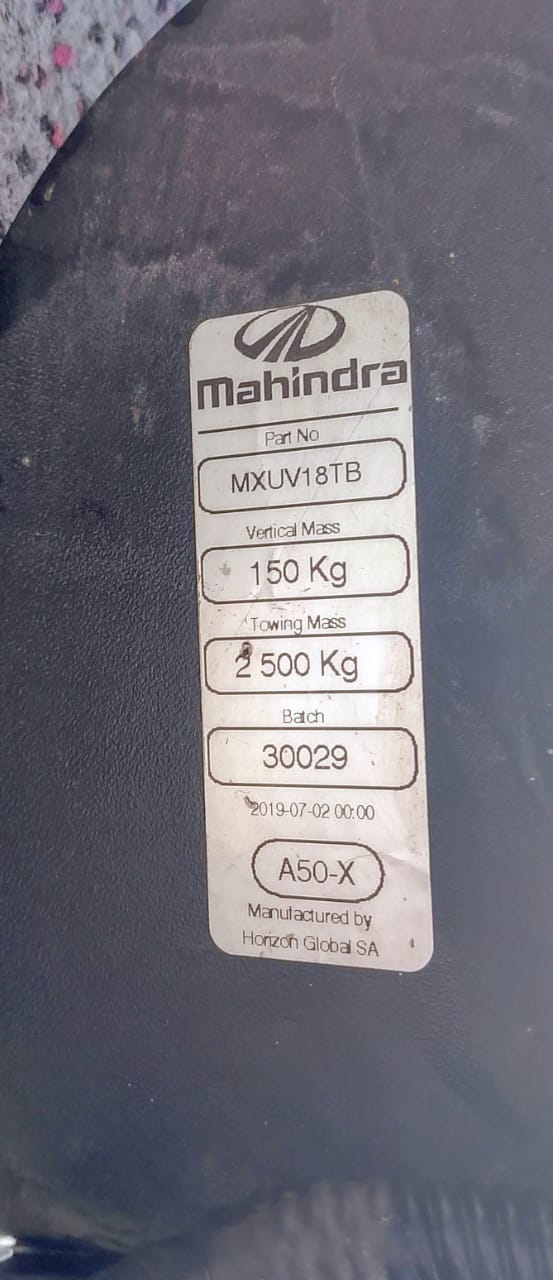 mahindra
Part No
MXUV18TB
Vertical Mass
150 Kg
Towing Mass
2 500 Kg
Batch
30029
2019-07-02 00:00
A50-X
Manufactured by
Horizon Global SA